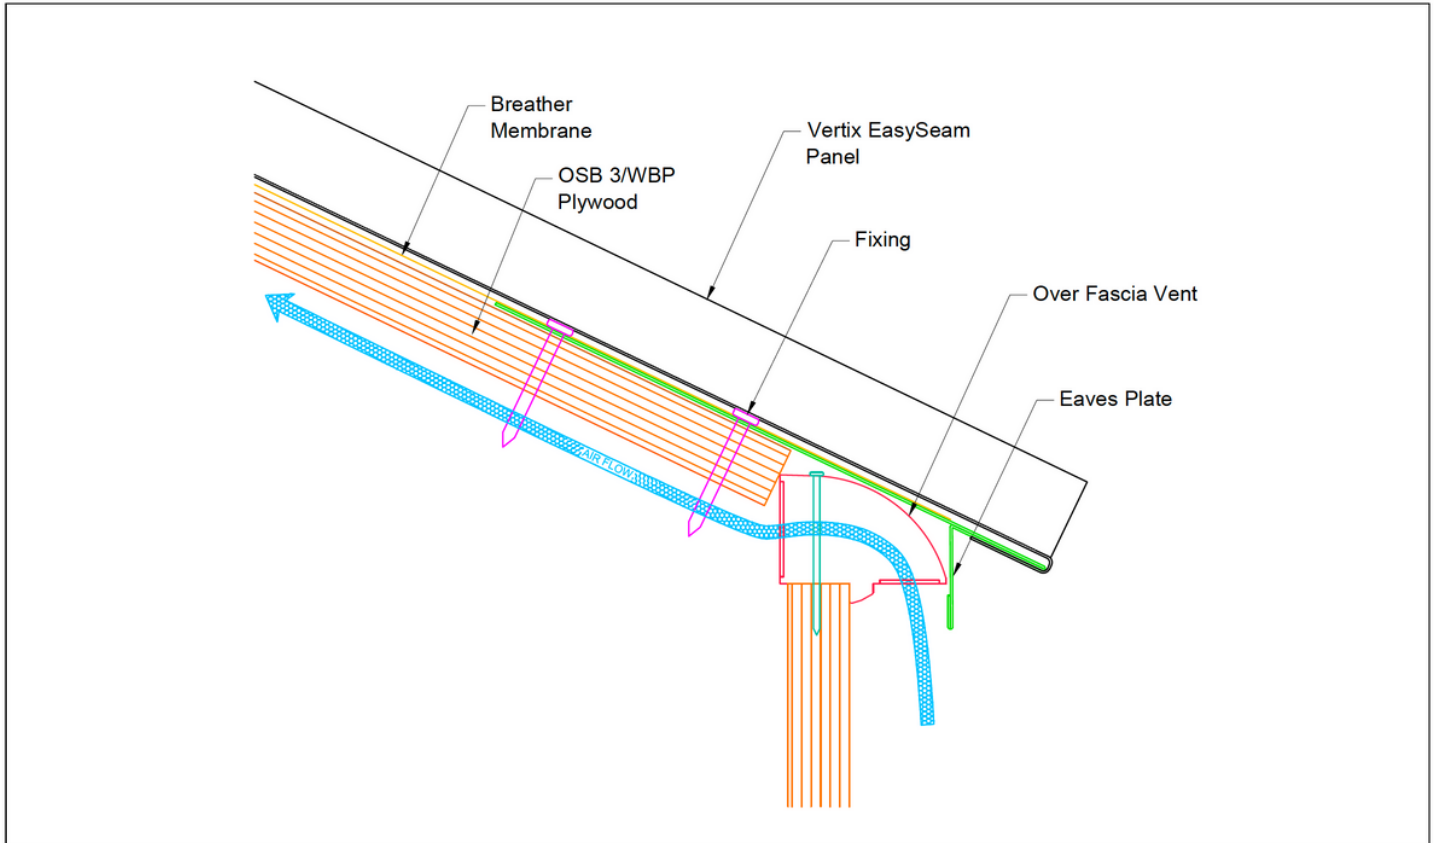 Breather
Membrane
Vertix EasySeam
Panel
OSB 3/WBP
Plywood
Fixing
Over Fascia Vent
Eaves Plate
AIR FLOW